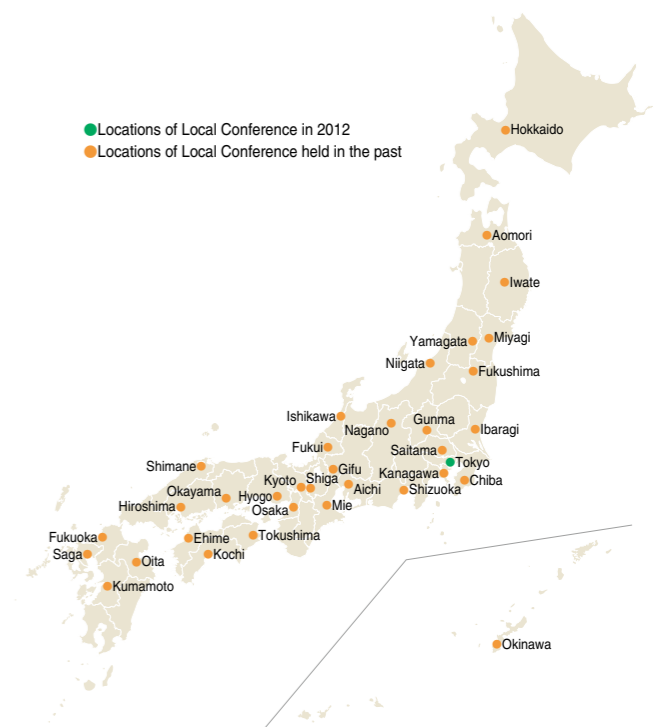 Locations of Local Conference in 2012
Locations of Local Conference held in the past
Hokkaido
Aomori
Iwate
Yamagata
Miyagi
Niigata
Fukushima
Ishikawa
Nagano
Gunma
Ibaragi
Fukui
Saitama
Tokyo
Shimane
Gifu
Kanagawa
Chiba
Kyoto
Shiga
Aichi
Shizuoka
Okayama
Hyogo
Hiroshima
Osaka
Mie
Fukuoka
Ehime
Tokushima
Saga
Oita
Kochi
Kumamoto
Okinawa